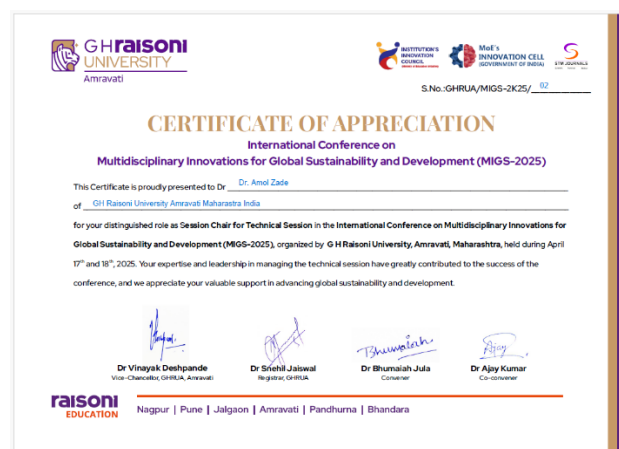 GHraisoni
UNIVERSITY
Amravati
INSTITUTION'S
INNOVATION
COUNCIL
MoE's
INNOVATION CELL
(GOVERNMENT OF INDIA)
STM JOURNALS
S.No.:GHRUA/MIGS-2K25/ 02
CERTIFICATE OF APPRECIATION
International Conference on
Multidisciplinary Innovations for Global Sustainability and Development (MIGS-2025)
This Certificate is proudly presented to Dr Dr. Amol Zade
of GH Raisoni University Amravati Maharastra India
for your distinguished role as Session Chair for Technical Session in the International Conference on Multidisciplinary Innovations for
Global Sustainability and Development (MIGS-2025), organized by G H Raisoni University, Amravati, Maharashtra, held during April
17th and 18th, 2025. Your expertise and leadership in managing the technical session have greatly contributed to the success of the
conference, and we appreciate your valuable support in advancing global sustainability and development.
Bhumaiah
Ajay
Dr Vinayak Deshpande
Vice-Chancellor, GHRUA, Amravati
Dr Snehil Jaiswal
Registrar, GHRUA
Dr Bhumaiah Jula
Convener
Dr Ajay Kumar
Co-convener
raisoni
EDUCATION
Nagpur | Pune | Jalgaon | Amravati | Pandhurna | Bhandara